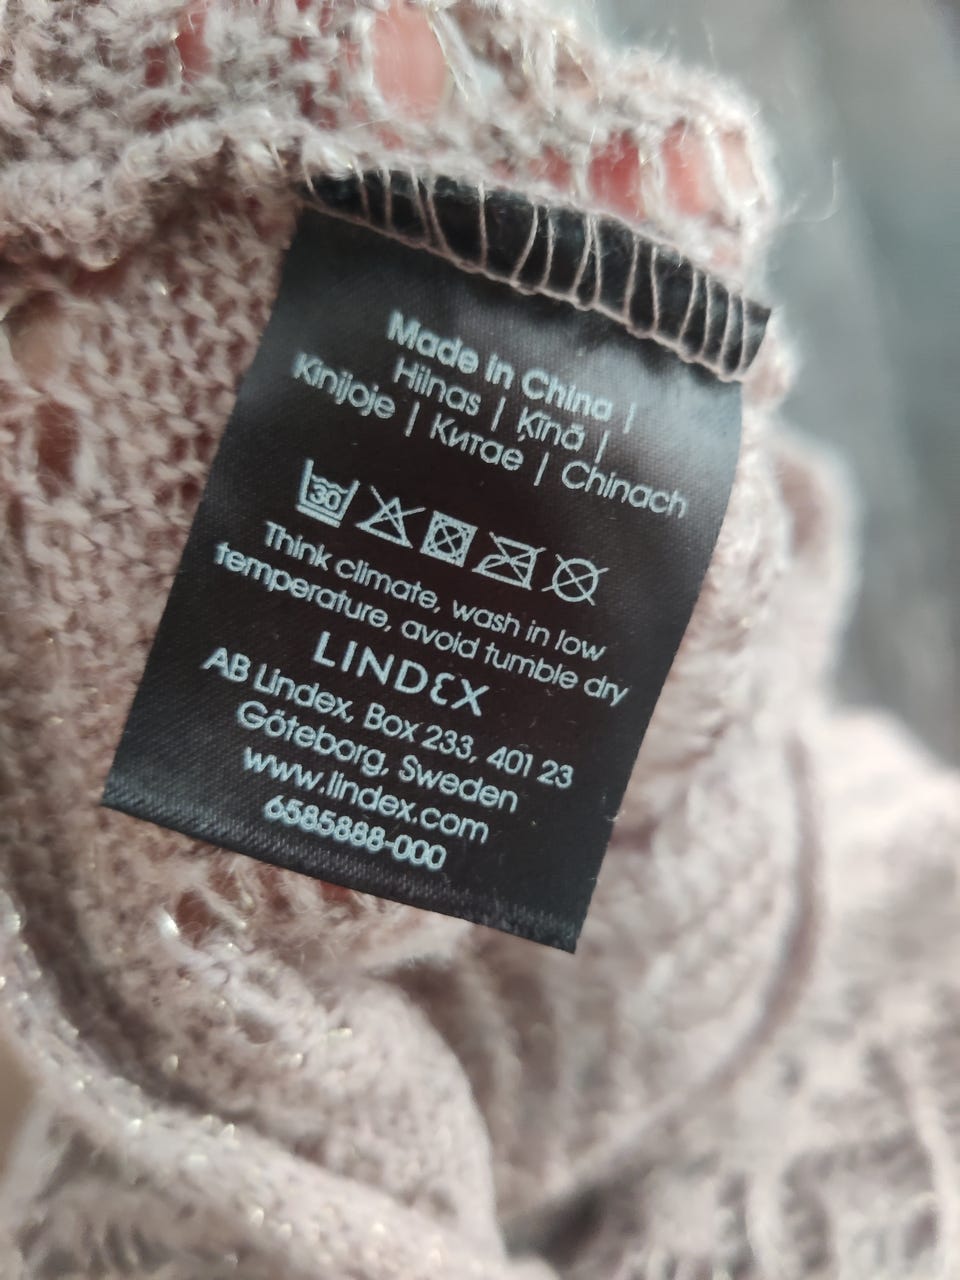 Made in China |
Hiinas | Ķīnā |
Kinijoje | Китае | Chinach
30
Think climate, wash in low
temperature, avoid tumble dry
LINDEX
AB Lindex, Box 233, 401 23
Göteborg, Sweden
www.lindex.com
6585888-000